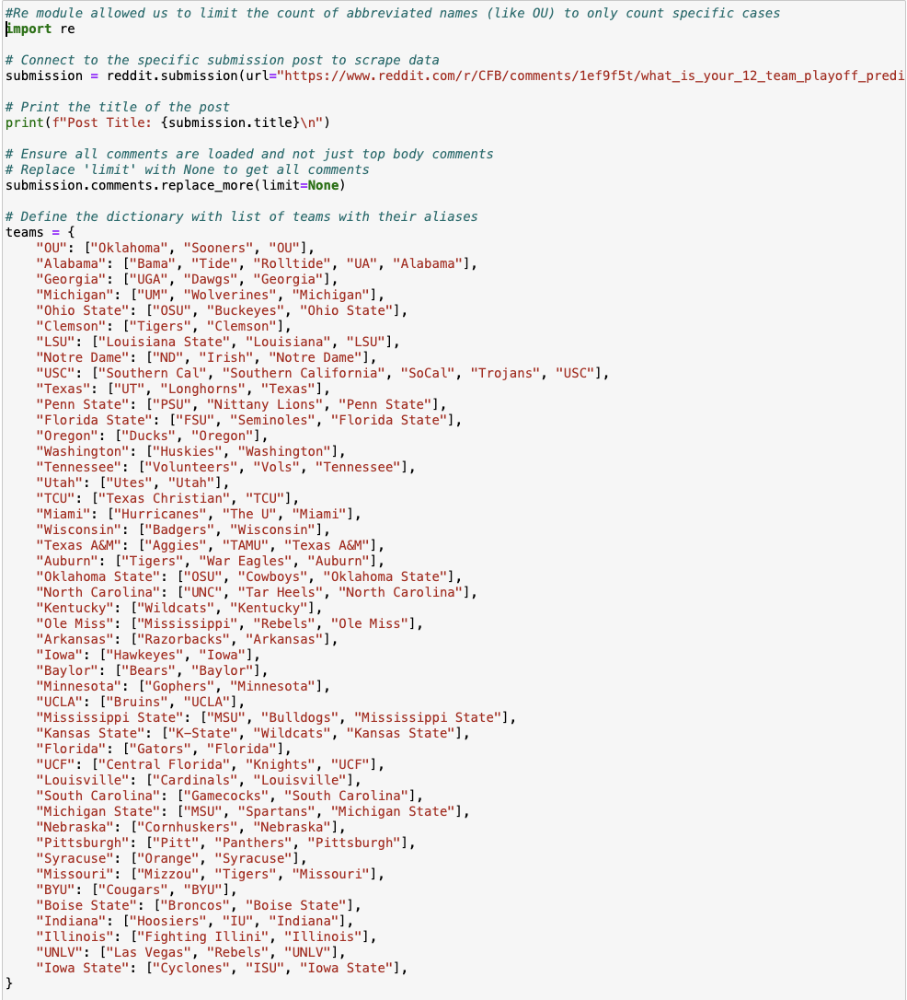 #Re module allowed us to limit the count of abbreviated names (like OU) to only count specific cases
import re
# Connect to the specific submission post to scrape data
submission = reddit.submission(url="https://www.reddit.com/r/CFB/comments/1ef9f5t/what_is_your_12_team_playoff_predi
# Print the title of the post
print(f"Post Title: {submission.title}\n")
# Ensure all comments are loaded and not just top body comments
# Replace 'limit' with None to get all comments
submission.comments.replace_more(limit=None)
# Define the dictionary with list of teams with their aliases
teams = {
    "OU": ["Oklahoma", "Sooners", "OU"],
    "Alabama": ["Bama", "Tide", "Rolltide", "UA", "Alabama"],
    "Georgia": ["UGA", "Dawgs", "Georgia"],
    "Michigan": ["UM", "Wolverines", "Michigan"],
    "Ohio State": ["OSU", "Buckeyes", "Ohio State"],
    "Clemson": ["Tigers", "Clemson"],
    "LSU": ["Louisiana State", "Louisiana", "LSU"],
    "Notre Dame": ["ND", "Irish", "Notre Dame"],
    "USC": ["Southern Cal", "Southern California", "SoCal", "Trojans", "USC"],
    "Texas": ["UT", "Longhorns", "Texas"],
    "Penn State": ["PSU", "Nittany Lions", "Penn State"],
    "Florida State": ["FSU", "Seminoles", "Florida State"],
    "Oregon": ["Ducks", "Oregon"],
    "Washington": ["Huskies", "Washington"],
    "Tennessee": ["Volunteers", "Vols", "Tennessee"],
    "Utah": ["Utes", "Utah"],
    "TCU": ["Texas Christian", "TCU"],
    "Miami": ["Hurricanes", "The U", "Miami"],
    "Wisconsin": ["Badgers", "Wisconsin"],
    "Texas A&M": ["Aggies", "TAMU", "Texas A&M"],
    "Auburn": ["Tigers", "War Eagles", "Auburn"],
    "Oklahoma State": ["OSU", "Cowboys", "Oklahoma State"],
    "North Carolina": ["UNC", "Tar Heels", "North Carolina"],
    "Kentucky": ["Wildcats", "Kentucky"],
    "Ole Miss": ["Mississippi", "Rebels", "Ole Miss"],
    "Arkansas": ["Razorbacks", "Arkansas"],
    "Iowa": ["Hawkeyes", "Iowa"],
    "Baylor": ["Bears", "Baylor"],
    "Minnesota": ["Gophers", "Minnesota"],
    "UCLA": ["Bruins", "UCLA"],
    "Mississippi State": ["MSU", "Bulldogs", "Mississippi State"],
    "Kansas State": ["K-State", "Wildcats", "Kansas State"],
    "Florida": ["Gators", "Florida"],
    "UCF": ["Central Florida", "Knights", "UCF"],
    "Louisville": ["Cardinals", "Louisville"],
    "South Carolina": ["Gamecocks", "South Carolina"],
    "Michigan State": ["MSU", "Spartans", "Michigan State"],
    "Nebraska": ["Cornhuskers", "Nebraska"],
    "Pittsburgh": ["Pitt", "Panthers", "Pittsburgh"],
    "Syracuse": ["Orange", "Syracuse"],
    "Missouri": ["Mizzou", "Tigers", "Missouri"],
    "BYU": ["Cougars", "BYU"],
    "Boise State": ["Broncos", "Boise State"],
    "Indiana": ["Hoosiers", "IU", "Indiana"],
    "Illinois": ["Fighting Illini", "Illinois"],
    "UNLV": ["Las Vegas", "Rebels", "UNLV"],
    "Iowa State": ["Cyclones", "ISU", "Iowa State"],
}